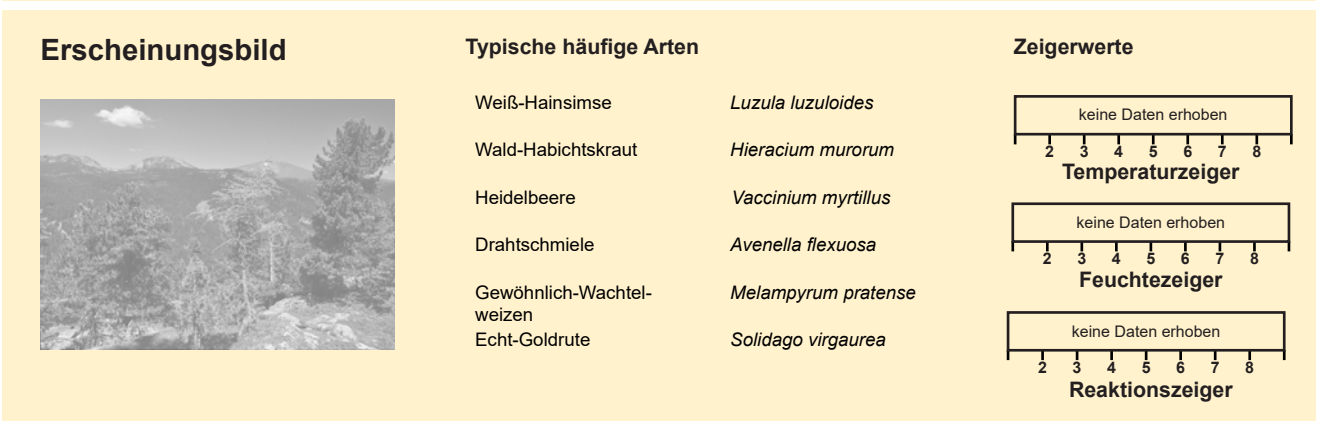 Erscheinungsbild
Typische häufige Arten
Weiß-Hainsimse Luzula luzuloides
Wald-Habichtskraut Hieracium murorum
Heidelbeere Vaccinium myrtillus
Drahtschmiele Avenella flexuosa
Gewöhnlich-Wachtel- Melampyrum pratense
weizen
Echt-Goldrute Solidago virgaurea
Zeigerwerte
keine Daten erhoben
2 3 4 5 6 7 8
Temperaturzeiger
keine Daten erhoben
2 3 4 5 6 7 8
Feuchtezeiger
keine Daten erhoben
2 3 4 5 6 7 8
Reaktionszeiger